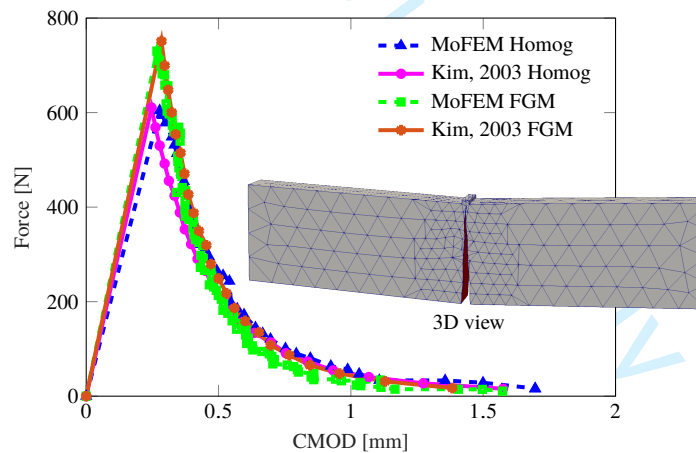 800
600
400
200
0
0
0.5
1
1.5
2
Force [N]
CMOD [mm]
MoFEM Homog
Kim, 2003 Homog
MoFEM FGM
Kim, 2003 FGM
3D view